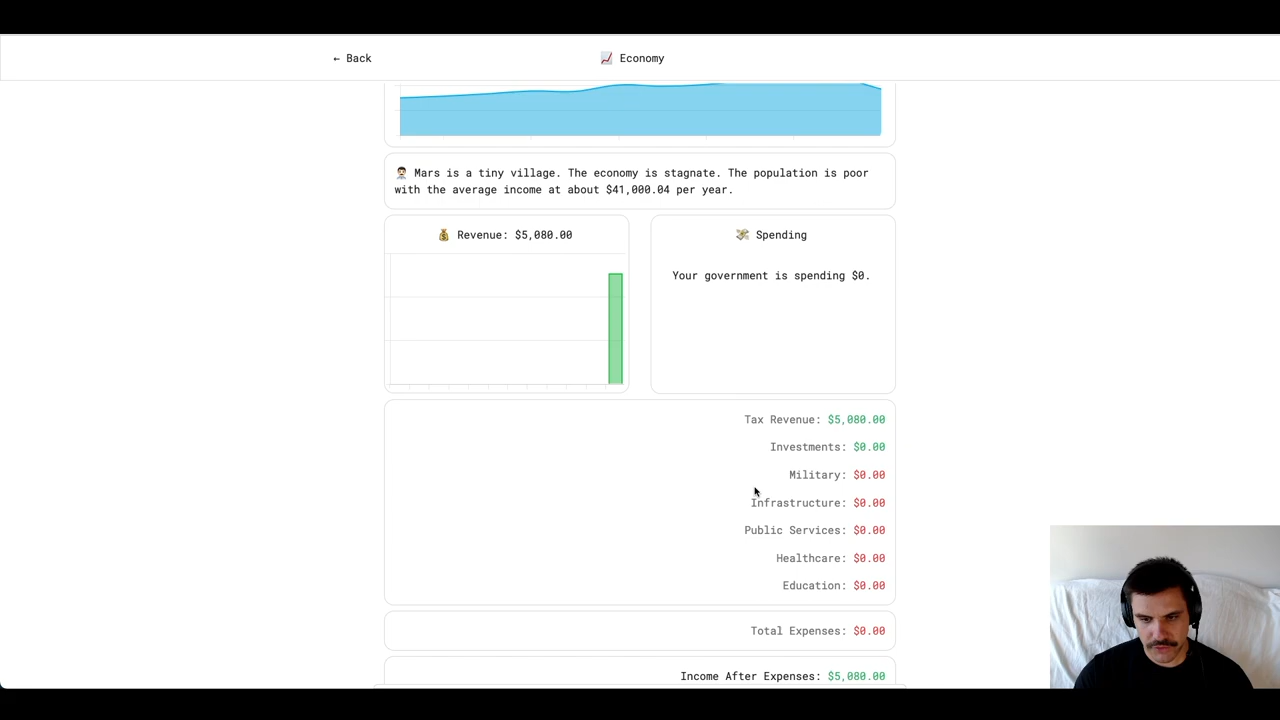 ← Back
📈 Economy
👨🏻‍💼 Mars is a tiny village. The economy is stagnate. The population is poor
with the average income at about $41,000.04 per year.
💰 Revenue: $5,080.00
💸 Spending
Your government is spending $0.
Tax Revenue: $5,080.00
Investments: $0.00
Military: $0.00
Infrastructure: $0.00
Public Services: $0.00
Healthcare: $0.00
Education: $0.00
Total Expenses: $0.00
Income After Expenses: $5,080.00